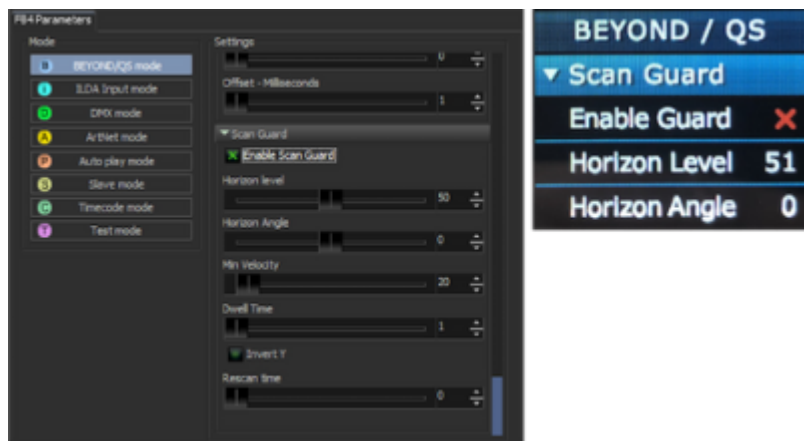 FB4 Parameters
Mode
B BEYOND/QS mode
I ILDA Input mode
D DMX mode
A ArtNet mode
P Auto play mode
S Slave mode
Timecode mode
T Test mode
Settings
0
Offset - Milliseconds
1
Scan Guard
Enable Scan Guard
Horizon level
50
Horizon Angle
0
Min Velocity
20
Dwell Time
1
Invert Y
Rescan time
0
BEYOND / QS
Scan Guard
Enable Guard
Horizon Level 51
Horizon Angle 0